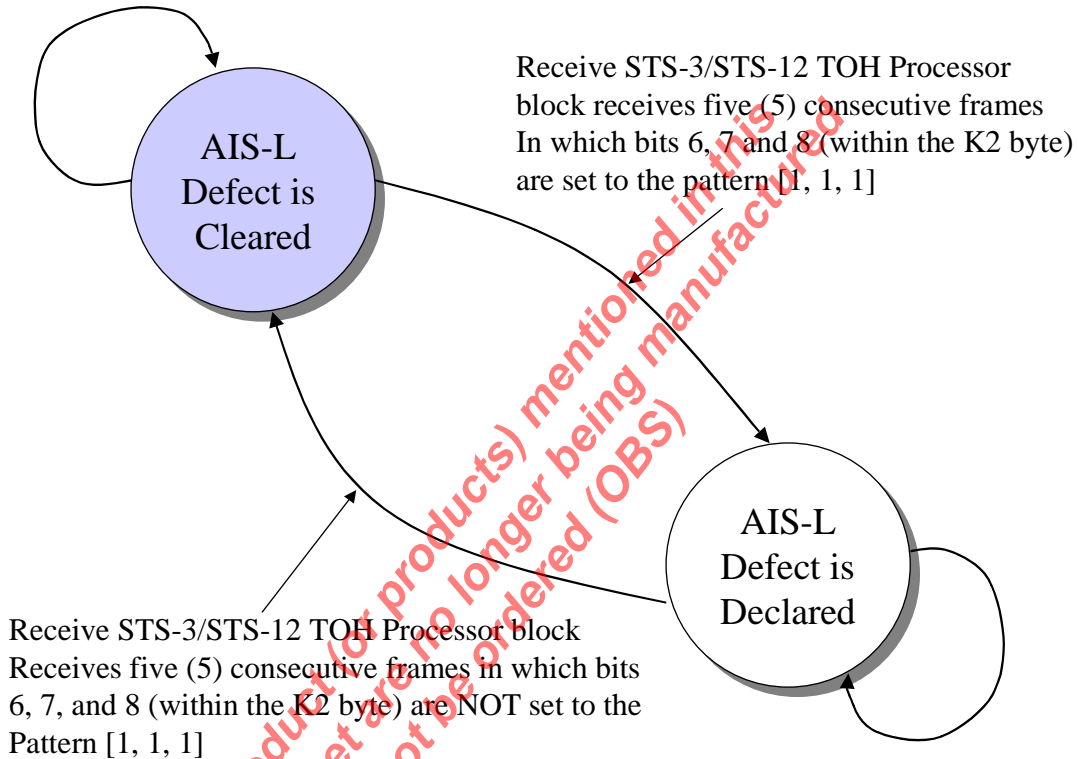 Receive STS-3/STS-12 TOH Processor
block receives five (5) consecutive frames
In which bits 6, 7 and 8 (within the K2 byte)
are set to the pattern [1, 1, 1]
AIS-L
Defect is
Cleared
AIS-L
Defect is
Declared
Receive STS-3/STS-12 TOH Processor block
Receives five (5) consecutive frames in which bits
6, 7, and 8 (within the K2 byte) are NOT set to the
Pattern [1, 1, 1]
duct (or products) mentioned in this
et are no longer being manufactured
ot be ordered (OBS)